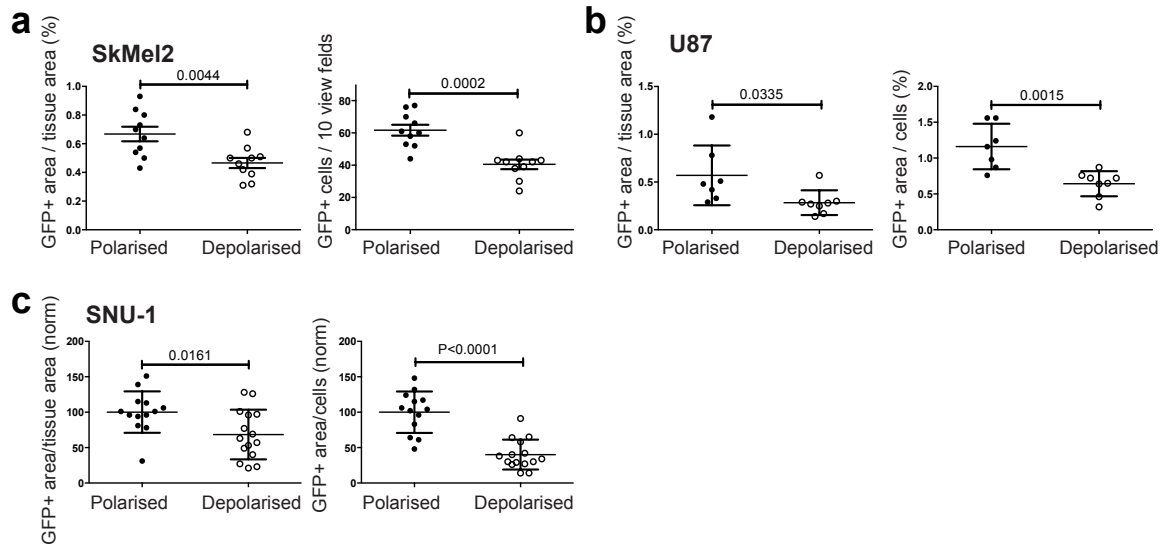 a
SkMel2
GFP+ area / tissue area (%)
0.0044
1.0
0.8
0.6
0.4
0.2
0.0
Polarised Depolarised
GFP+ cells / 10 view felds
0.0002
80
60
40
20
0
Polarised Depolarised
b
U87
GFP+ area / tissue area (%)
0.0335
1.5
1.0
0.5
0.0
Polarised Depolarised
GFP+ area / cells (%)
0.0015
2.0
1.5
1.0
0.5
0.0
Polarised Depolarised
c
SNU-1
GFP+ area/tissue area (norm)
0.0161
200
150
100
50
0
Polarised Depolarised
GFP+ area/cells (norm)
P<0.0001
200
150
100
50
0
Polarised Depolarised